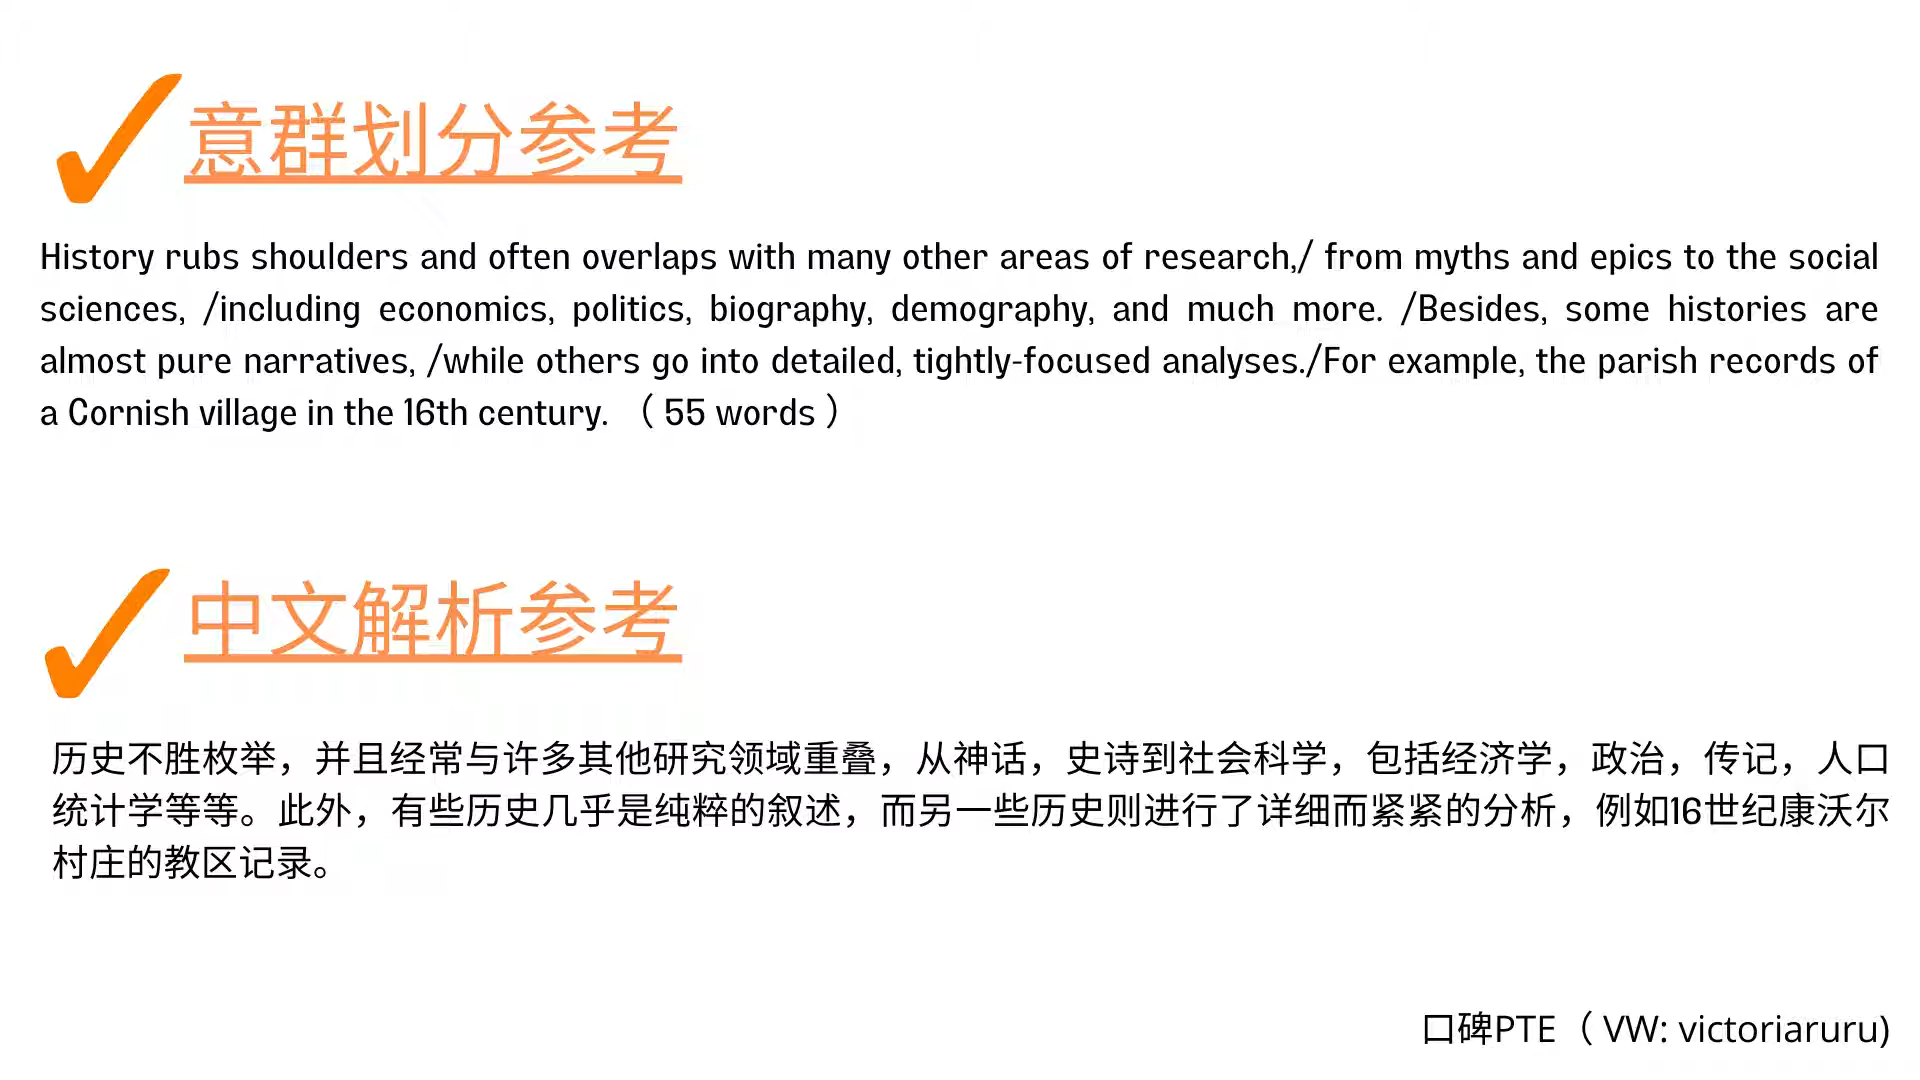 意群划分参考
History rubs shoulders and often overlaps with many other areas of research,/ from myths and epics to the social
sciences, /including economics, politics, biography, demography, and much more. /Besides, some histories are
almost pure narratives, /while others go into detailed, tightly-focused analyses./For example, the parish records of
a Cornish village in the 16th century. （ 55 words ）
中文解析参考
历史不胜枚举，并且经常与许多其他研究领域重叠，从神话，史诗到社会科学，包括经济学，政治，传记，人口
统计学等等。此外，有些历史几乎是纯粹的叙述，而另一些历史则进行了详细而紧紧的分析，例如16世纪康沃尔
村庄的教区记录。
口碑PTE（ VW: victoriaruru)